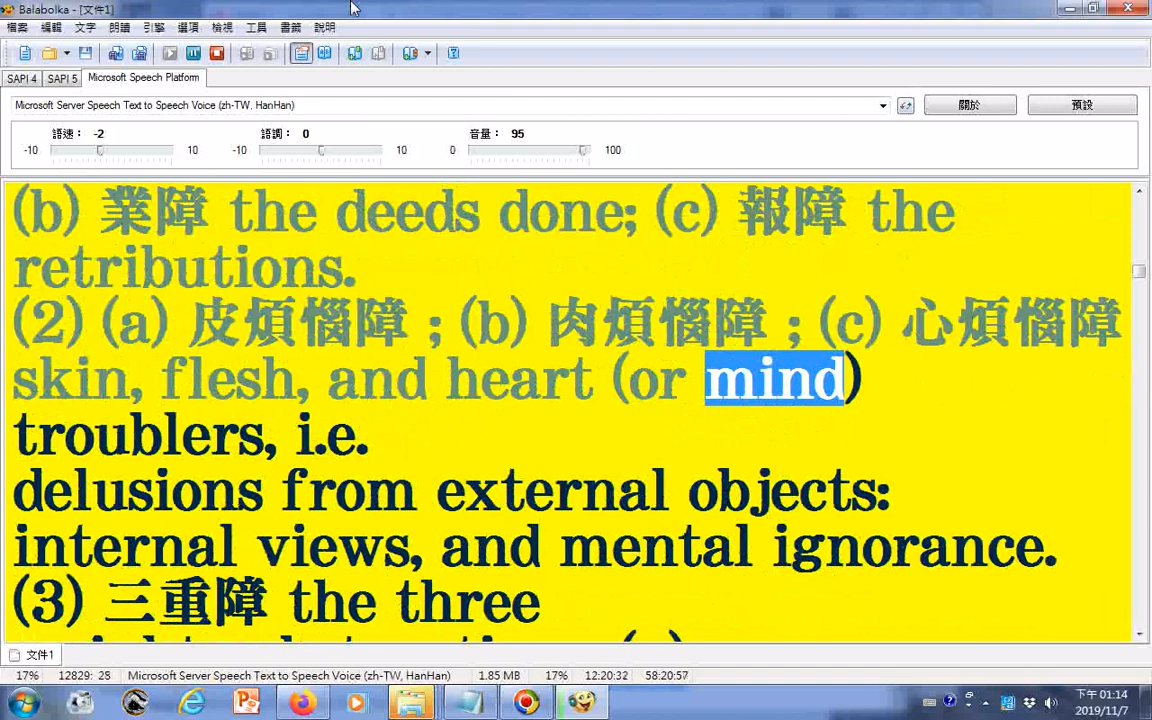 Balabolka - [文件1]
檔案 編輯 文字 朗讀 引擎 選項 檢視 工具 書籤 說明
SAPI 4 SAPI 5 Microsoft Speech Platform
Microsoft Server Speech Text to Speech Voice (zh-TW, HanHan) 關於 預設
語速： -2 語調： 0 音量： 95
-10 10 -10 10 0 100
(b) 業障 the deeds done; (c) 報障 the
retributions.
(2) (a) 皮煩惱障 ; (b) 肉煩惱障 ; (c) 心煩惱障
skin, flesh, and heart (or mind)
troublers, i.e.
delusions from external objects:
internal views, and mental ignorance.
(3) 三重障 the three
文件1
17% 12829: 28 Microsoft Server Speech Text to Speech Voice (zh-TW, HanHan) 1.85 MB 17% 12:20:32 58:20:57
下午 01:14
2019/11/7